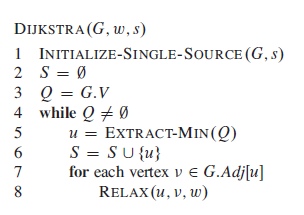 DIJKSTRA(G, w, s)
1 INITIALIZE-SINGLE-SOURCE(G, s)
2 S = ∅
3 Q = G.V
4 while Q ≠ ∅
5 u = EXTRACT-MIN(Q)
6 S = S ∪ {u}
7 for each vertex v ∈ G.Adj[u]
8 RELAX(u, v, w)